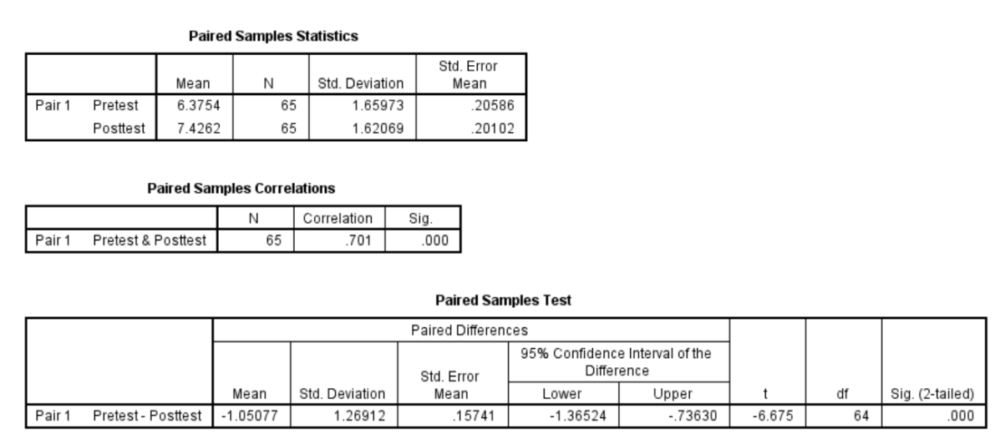 Paired Samples Statistics
Mean N Std. Deviation Std. Error Mean
Pair 1 Pretest 6.3754 65 1.65973 .20586
Posttest 7.4262 65 1.62069 .20102
Paired Samples Correlations
N Correlation Sig.
Pair 1 Pretest & Posttest 65 .701 .000
Paired Samples Test
Paired Differences
95% Confidence Interval of the Difference
Mean Std. Deviation Std. Error Mean Lower Upper t df Sig. (2-tailed)
Pair 1 Pretest - Posttest -1.05077 1.26912 .15741 -1.36524 -.73630 -6.675 64 .000